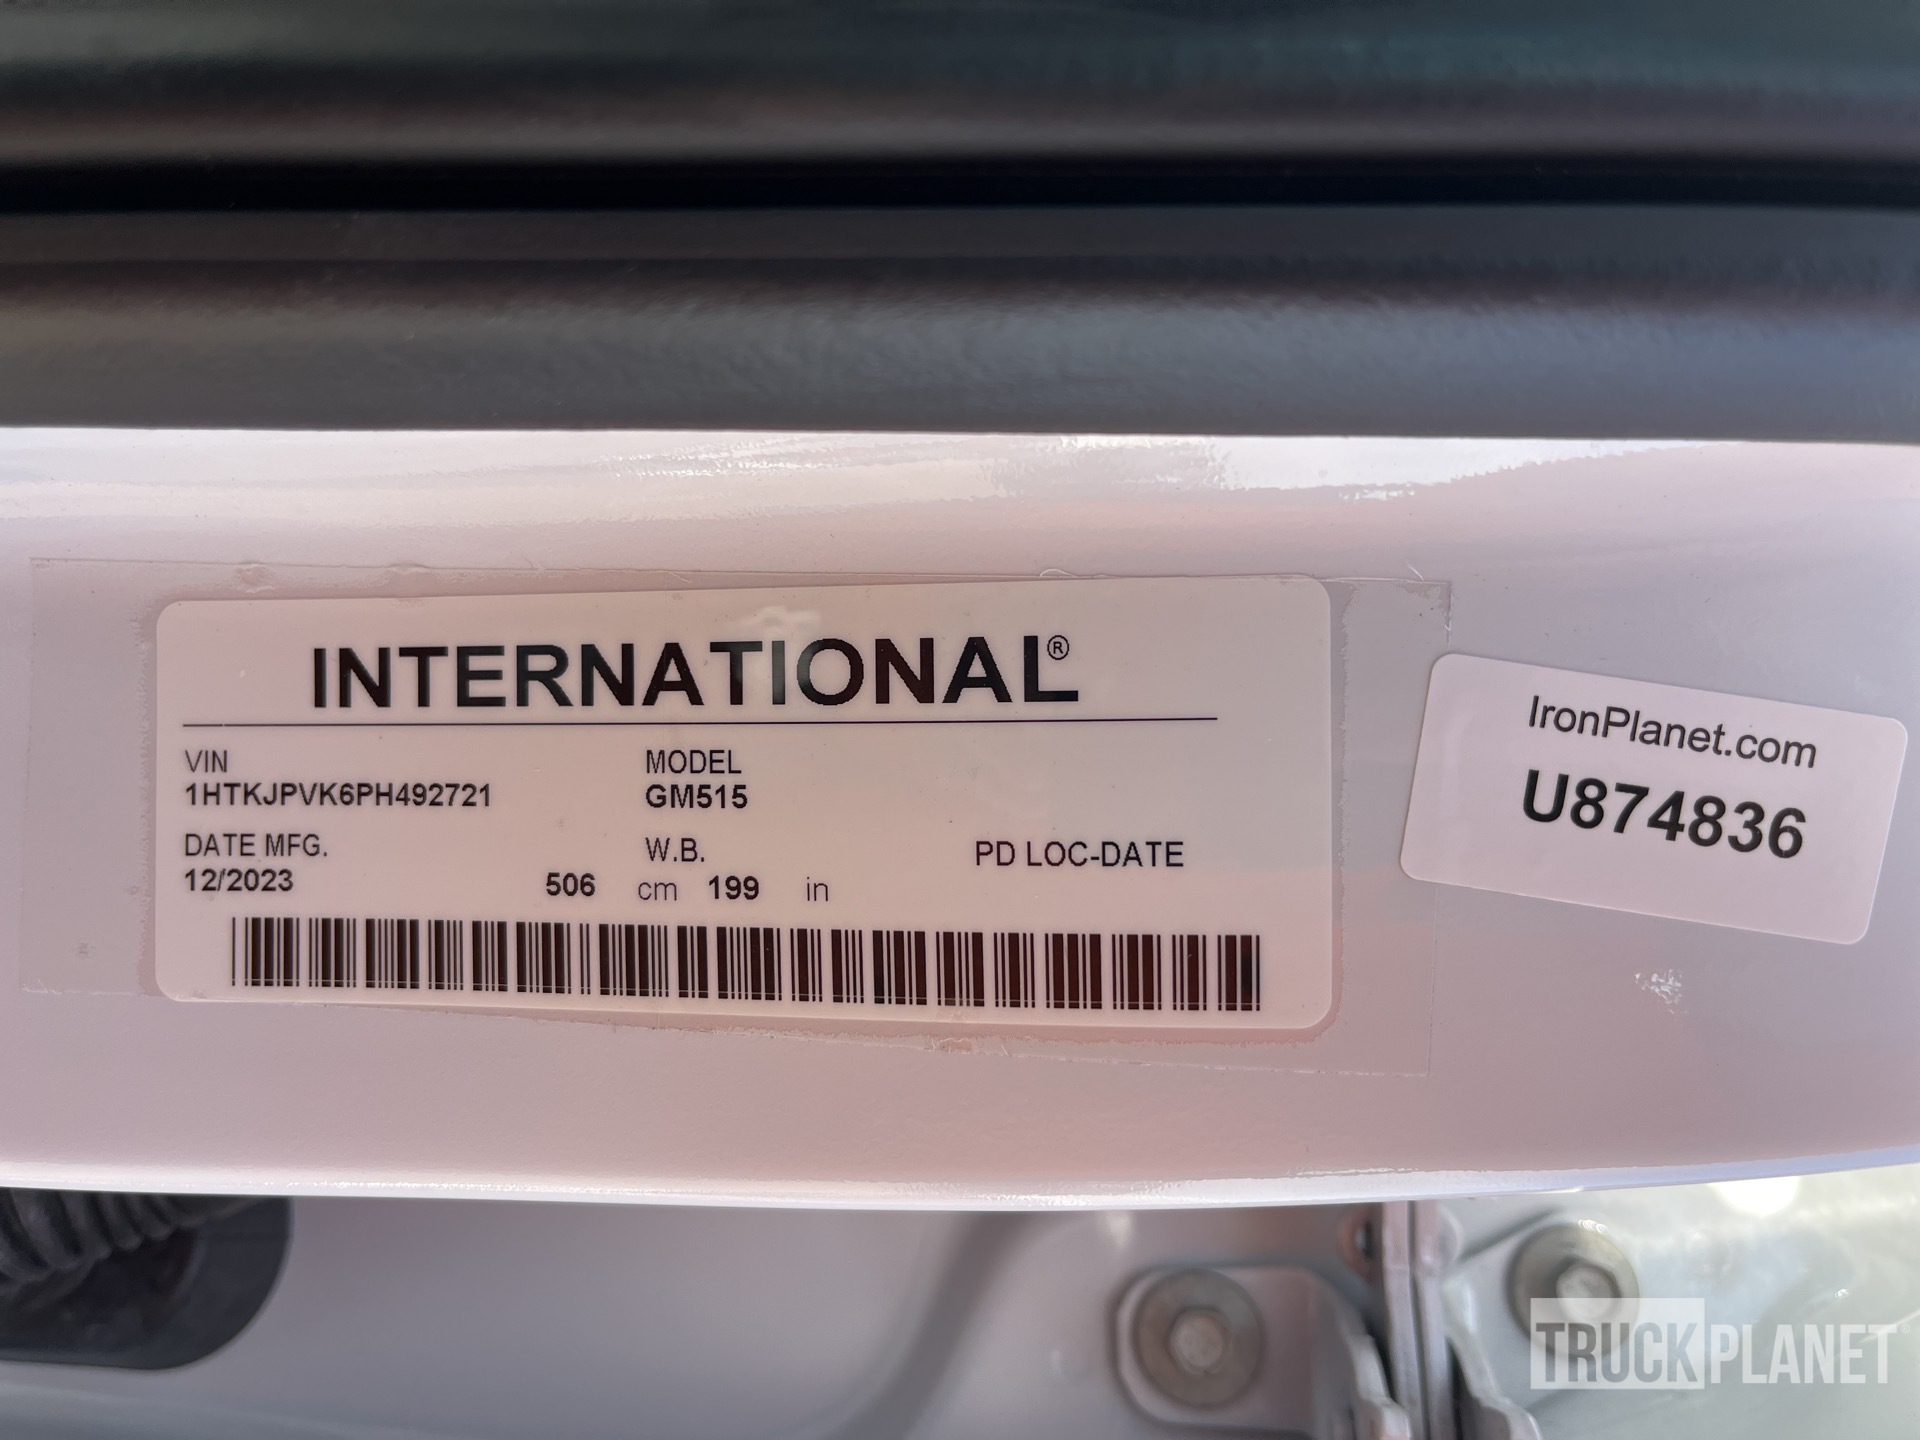 INTERNATIONAL®
VIN
1HTKJPVK6PH492721
MODEL
GM515
DATE MFG.
12/2023
W.B.
506 cm 199 in
PD LOC-DATE
IronPlanet.com
U874836
TRUCKPLANET